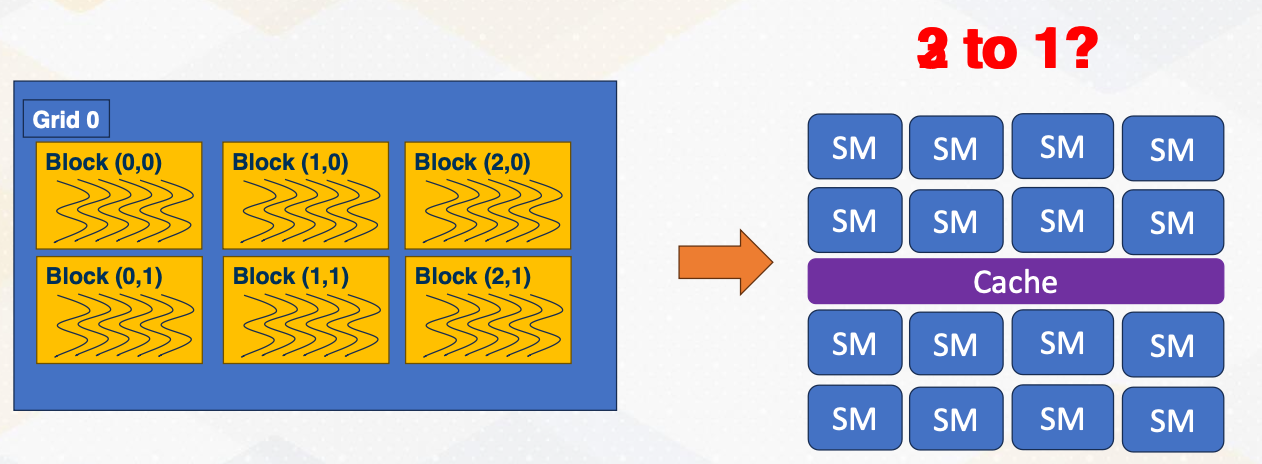 to 1?
Grid 0
Block (0,0)
Block (1,0)
Block (2,0)
Block (0,1)
Block (1,1)
Block (2,1)
SM
SM
SM
SM
SM
SM
SM
SM
Cache
SM
SM
SM
SM
SM
SM
SM
SM